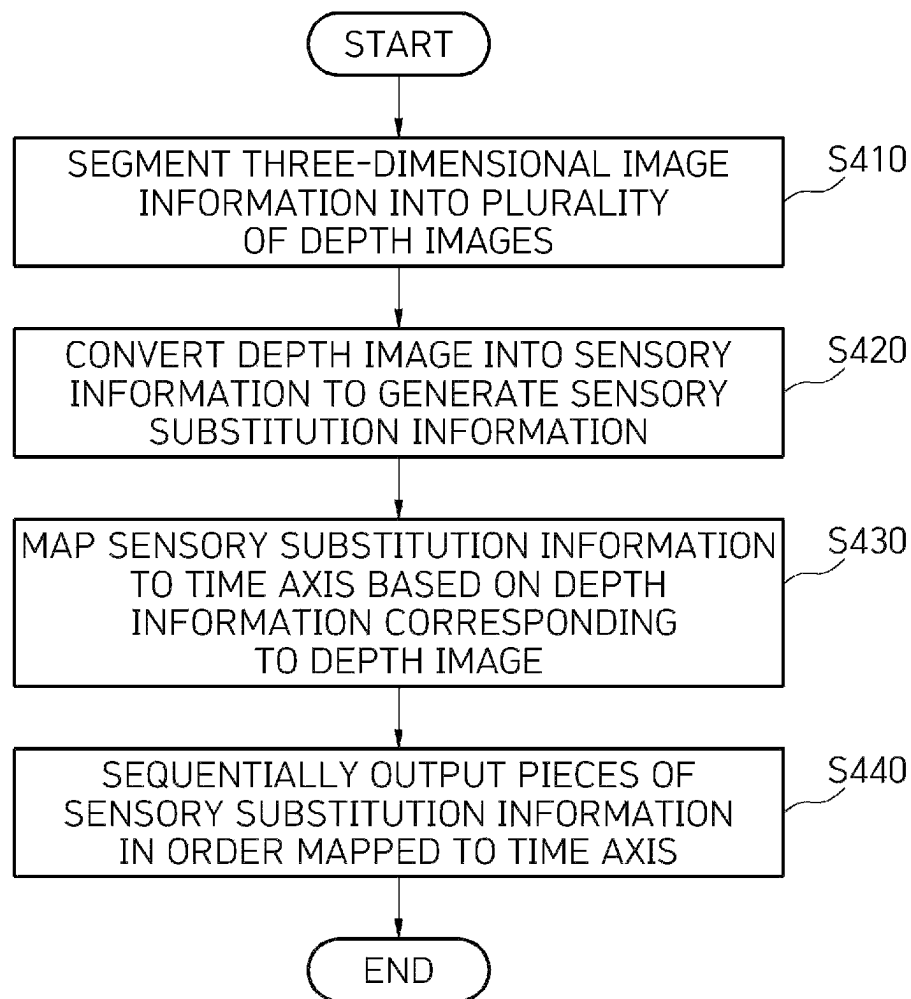 START
SEGMENT THREE-DIMENSIONAL IMAGE
INFORMATION INTO PLURALITY
OF DEPTH IMAGES
S410
CONVERT DEPTH IMAGE INTO SENSORY
INFORMATION TO GENERATE SENSORY
SUBSTITUTION INFORMATION
S420
MAP SENSORY SUBSTITUTION INFORMATION
TO TIME AXIS BASED ON DEPTH
INFORMATION CORRESPONDING
TO DEPTH IMAGE
S430
SEQUENTIALLY OUTPUT PIECES OF
SENSORY SUBSTITUTION INFORMATION
IN ORDER MAPPED TO TIME AXIS
S440
END